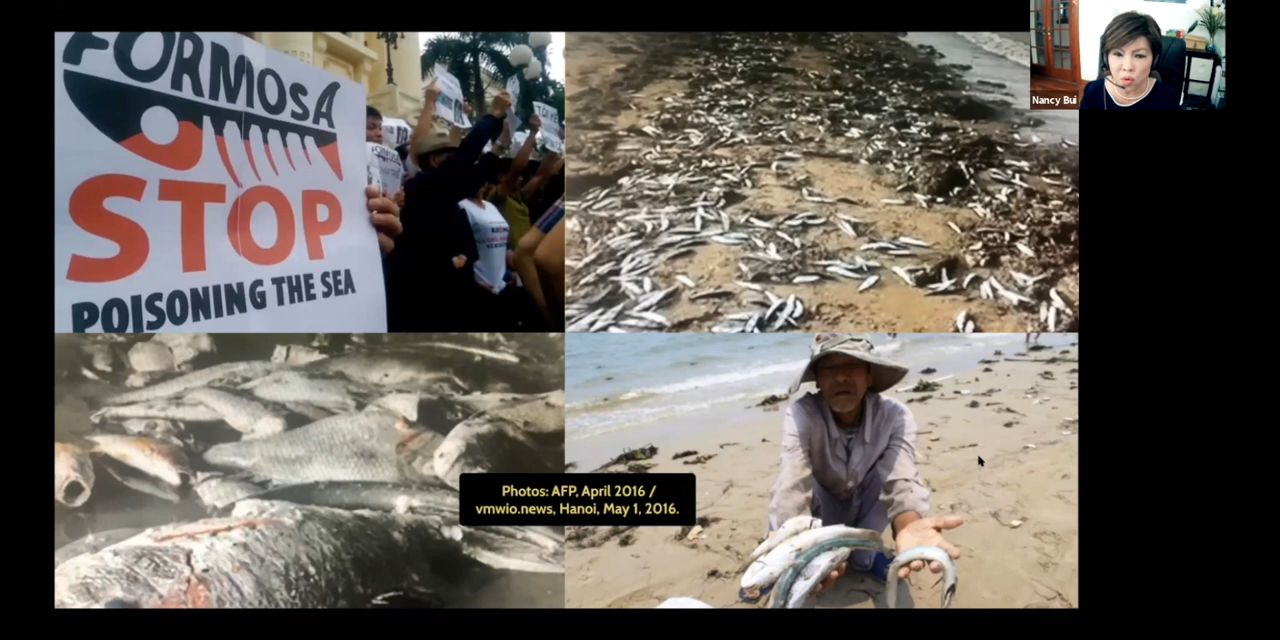 FORMOSA
STOP
POISONING THE SEA
Nancy Bui
Photos: AFP, April 2016 /
vmwio.news, Hanoi, May 1, 2016.